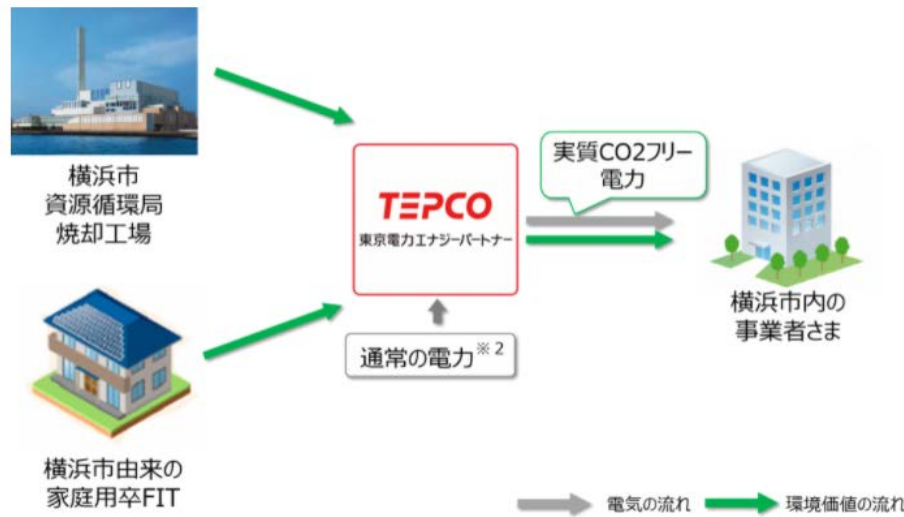 横浜市
資源循環局
焼却工場
TEPCO
東京電力エナジーパートナー
実質CO2フリー
電力
横浜市内の
事業者さま
通常の電力※2
横浜市由来の
家庭用卒FIT
電気の流れ
環境価値の流れ